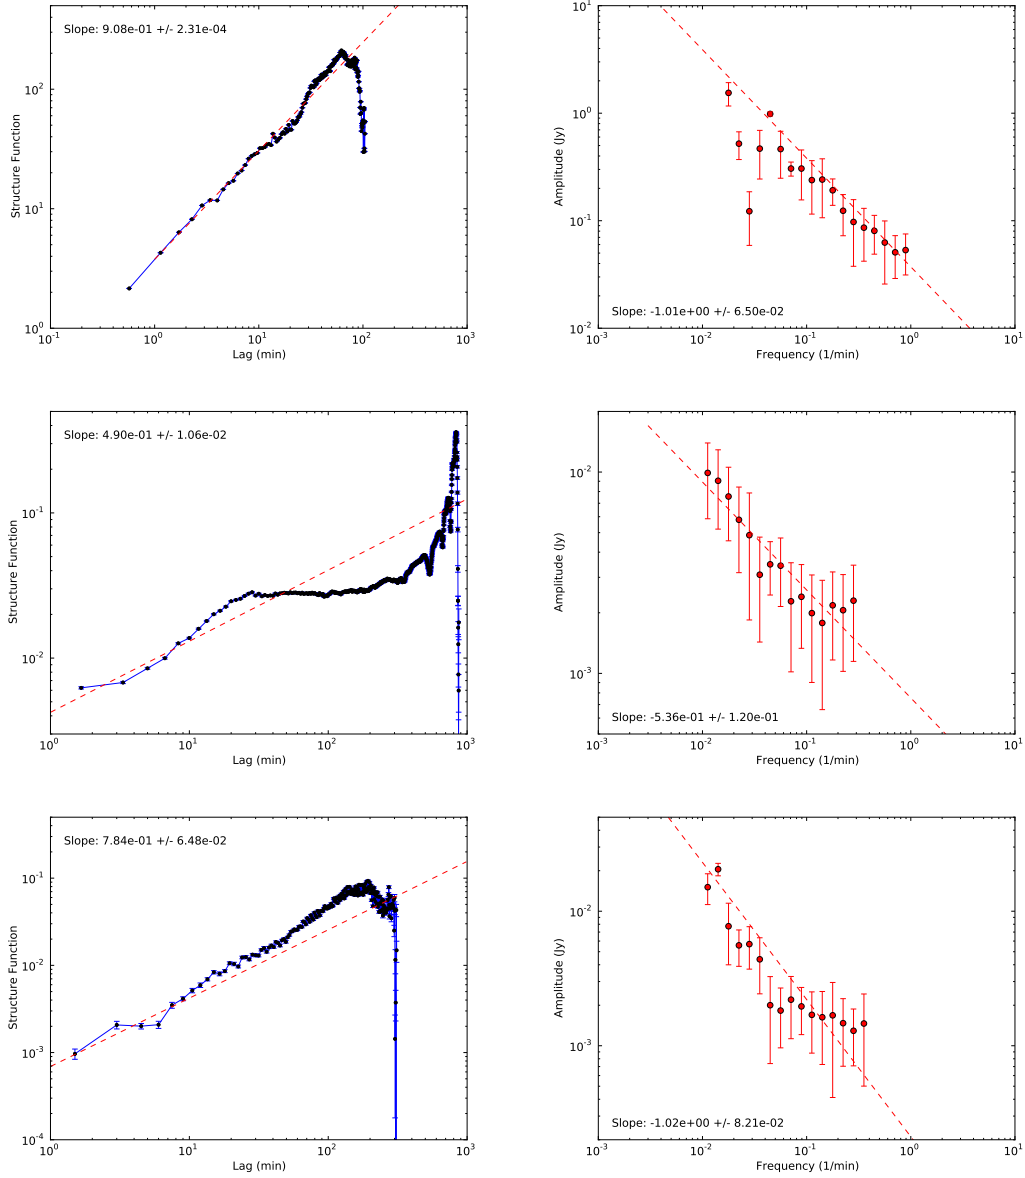 Slope: 9.08e-01 +/- 2.31e-04
Structure Function
10^2
10^1
10^0
10^-1 10^0 10^1 10^2 10^3
Lag (min)
Slope: -1.01e+00 +/- 6.50e-02
Amplitude (Jy)
10^1
10^0
10^-1
10^-2
10^-3 10^-2 10^-1 10^0 10^1
Frequency (1/min)
Slope: 4.90e-01 +/- 1.06e-02
Structure Function
10^-1
10^-2
10^0 10^1 10^2 10^3
Lag (min)
Slope: -5.36e-01 +/- 1.20e-01
Amplitude (Jy)
10^-2
10^-3
10^-3 10^-2 10^-1 10^0 10^1
Frequency (1/min)
Slope: 7.84e-01 +/- 6.48e-02
Structure Function
10^-1
10^-2
10^-3
10^-4
10^0 10^1 10^2 10^3
Lag (min)
Slope: -1.02e+00 +/- 8.21e-02
Amplitude (Jy)
10^-2
10^-3
10^-3 10^-2 10^-1 10^0 10^1
Frequency (1/min)